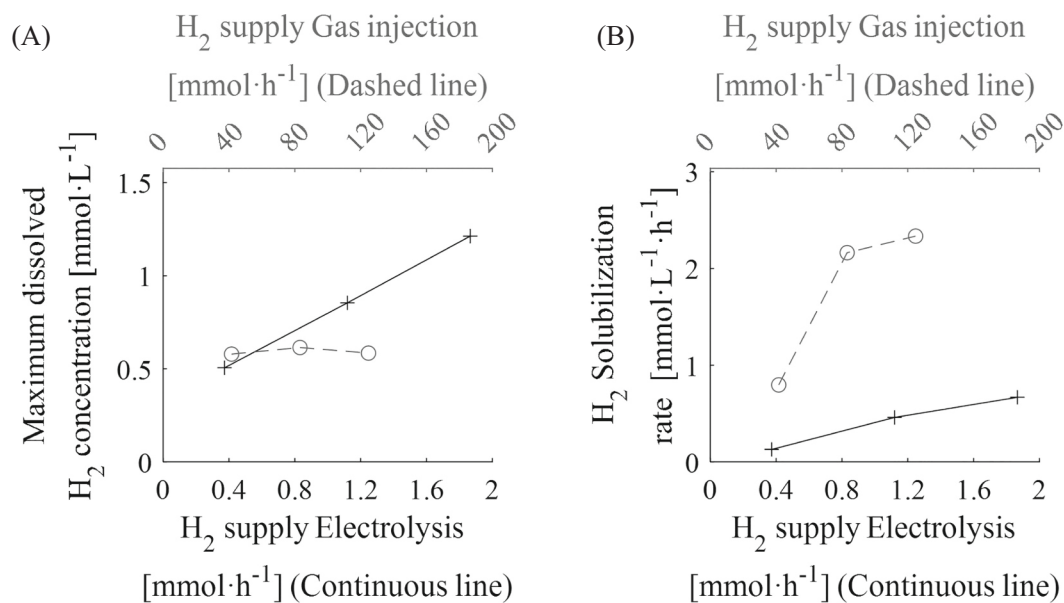 (A)
H₂ supply Gas injection
[mmol·h⁻¹] (Dashed line)
0 40 80 120 160 200
Maximum dissolved
H₂ concentration [mmol·L⁻¹]
1.5
1
0.5
0
0 0.4 0.8 1.2 1.6 2
H₂ supply Electrolysis
[mmol·h⁻¹] (Continuous line)
(B)
H₂ supply Gas injection
[mmol·h⁻¹] (Dashed line)
0 40 80 120 160 200
H₂ Solubilization
rate [mmol·L⁻¹·h⁻¹]
3
2
1
0
0 0.4 0.8 1.2 1.6 2
H₂ supply Electrolysis
[mmol·h⁻¹] (Continuous line)